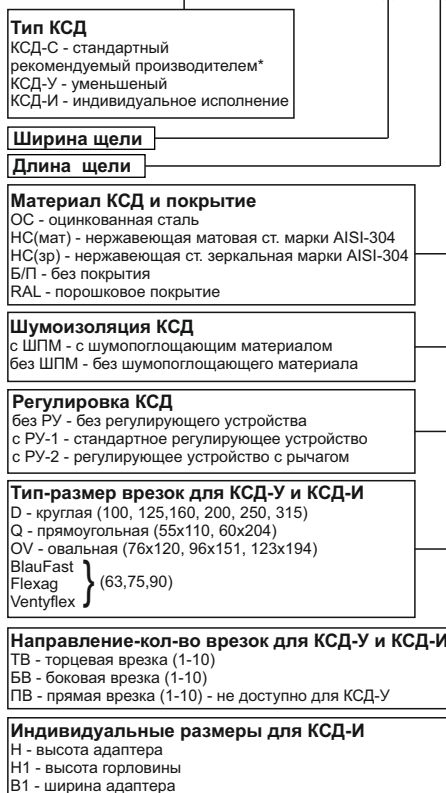 Тип КСД
КСД-С - стандартный
рекомендуемый производителем*
КСД-У - уменьшеный
КСД-И - индивидуальное исполнение
Ширина щели
Длина щели
Материал КСД и покрытие
ОС - оцинкованная сталь
НС(мат) - нержавеющая матовая ст. марки AISI-304
НС(зр) - нержавеющая ст. зеркальная марки AISI-304
Б/П - без покрытия
RAL - порошковое покрытие
Шумоизоляция КСД
с ШПМ - с шумопоглощающим материалом
без ШПМ - без шумопоглощающего материала
Регулировка КСД
без РУ - без регулирующего устройства
с РУ-1 - стандартное регулирующее устройство
с РУ-2 - регулирующее устройство с рычагом
Тип-размер врезок для КСД-У и КСД-И
D - круглая (100, 125,160, 200, 250, 315)
Q - прямоугольная (55х110, 60х204)
OV - овальная (76х120, 96х151, 123х194)
BlauFast
Flexag } (63,75,90)
Ventyflex
Направление-кол-во врезок для КСД-У и КСД-И
ТВ - торцевая врезка (1-10)
БВ - боковая врезка (1-10)
ПВ - прямая врезка (1-10) - не доступно для КСД-У
Индивидуальные размеры для КСД-И
Н - высота адаптера
Н1 - высота горловины
В1 - ширина адаптера